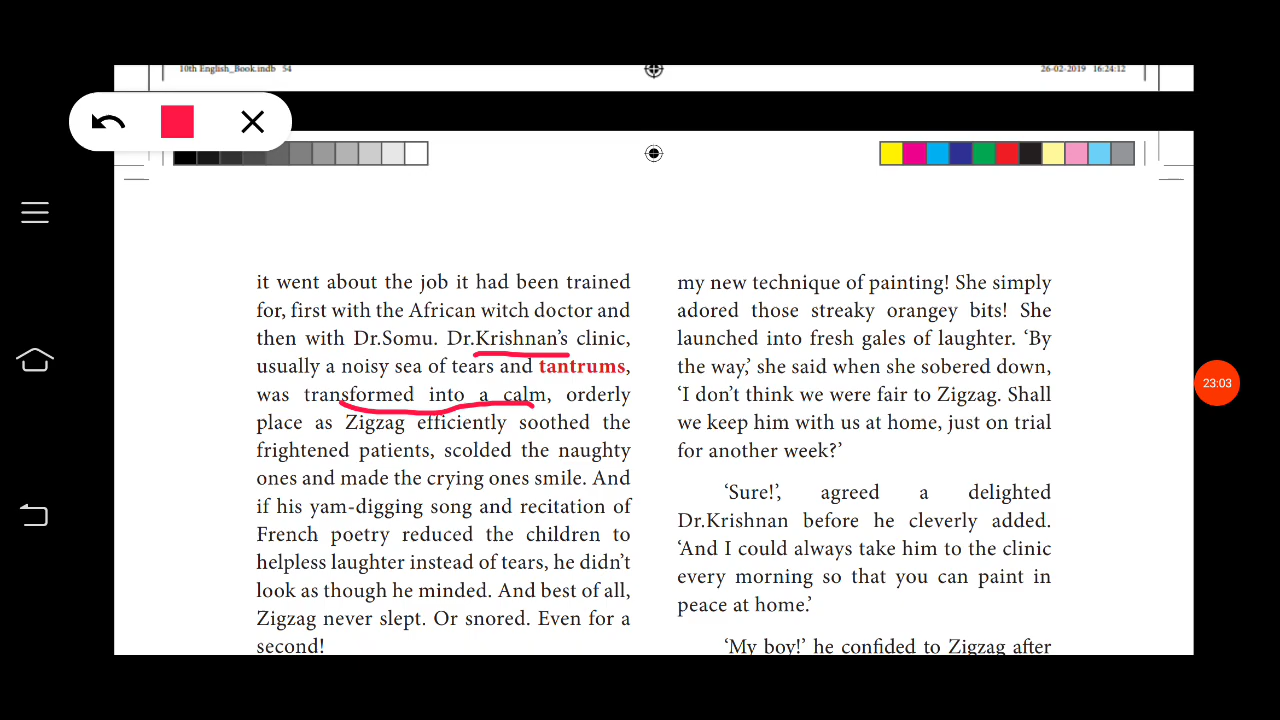 10th English_Book.indb 54
26-02-2019 16:24:12
it went about the job it had been trained
for, first with the African witch doctor and
then with Dr.Somu. Dr.Krishnan’s clinic,
usually a noisy sea of tears and tantrums,
was transformed into a calm, orderly
place as Zigzag efficiently soothed the
frightened patients, scolded the naughty
ones and made the crying ones smile. And
if his yam-digging song and recitation of
French poetry reduced the children to
helpless laughter instead of tears, he didn’t
look as though he minded. And best of all,
Zigzag never slept. Or snored. Even for a
second!
my new technique of painting! She simply
adored those streaky orangey bits! She
launched into fresh gales of laughter. ‘By
the way,’ she said when she sobered down,
‘I don’t think we were fair to Zigzag. Shall
we keep him with us at home, just on trial
for another week?’
‘Sure!’, agreed a delighted
Dr.Krishnan before he cleverly added.
‘And I could always take him to the clinic
every morning so that you can paint in
peace at home.’
‘My boy!’ he confided to Zigzag after
23:03